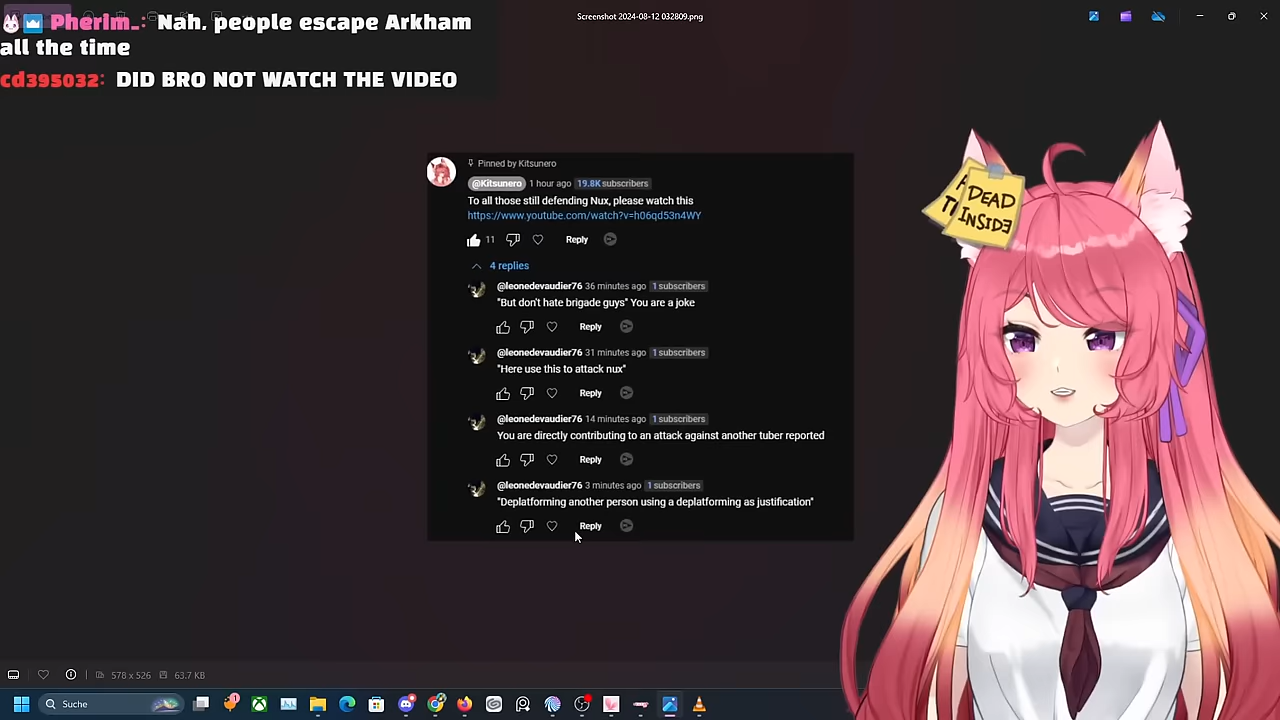 Pherim_: Nah, people escape Arkham
all the time
cd395032: DID BRO NOT WATCH THE VIDEO
Screenshot 2024-08-12 032809.png
Pinned by Kitsunero
@Kitsunero 1 hour ago 19.8K subscribers
To all those still defending Nux, please watch this
https://www.youtube.com/watch?v=h06qd53n4WY
11 Reply
4 replies
@leonedevaudier76 36 minutes ago 1 subscribers
"But don't hate brigade guys" You are a joke
Reply
@leonedevaudier76 31 minutes ago 1 subscribers
"Here use this to attack nux"
Reply
@leonedevaudier76 14 minutes ago 1 subscribers
You are directly contributing to an attack against another tuber reported
Reply
@leonedevaudier76 3 minutes ago 1 subscribers
"Deplatforming another person using a deplatforming as justification"
Reply
DEAD
INSIDE
578 x 526 63.7 KB
Suche